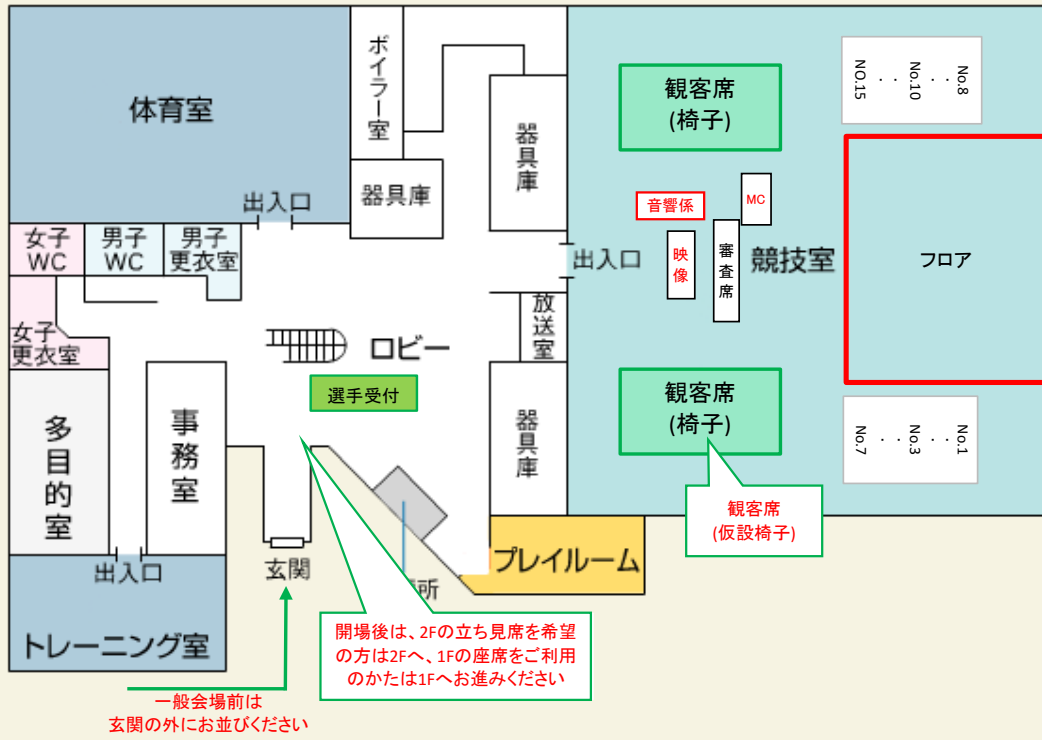 体育室
ボイラー室
器具庫
器具庫
出入口
女子
WC
男子
WC
男子
更衣室
女子
更衣室
ロビー
選手受付
放送室
器具庫
多目的室
事務室
出入口
トレーニング室
玄関
所
プレイルーム
出入口
観客席
(椅子)
音響係
MC
映像
審査席
競技室
フロア
No.8
・・
No.10
・・
NO.15
観客席
(椅子)
No.1
・・
No.3
・・
No.7
観客席
(仮設椅子)
開場後は、2Fの立ち見席を希望
の方は2Fへ、1Fの座席をご利用
のかたは1Fへお進みください
一般会場前は
玄関の外にお並びください